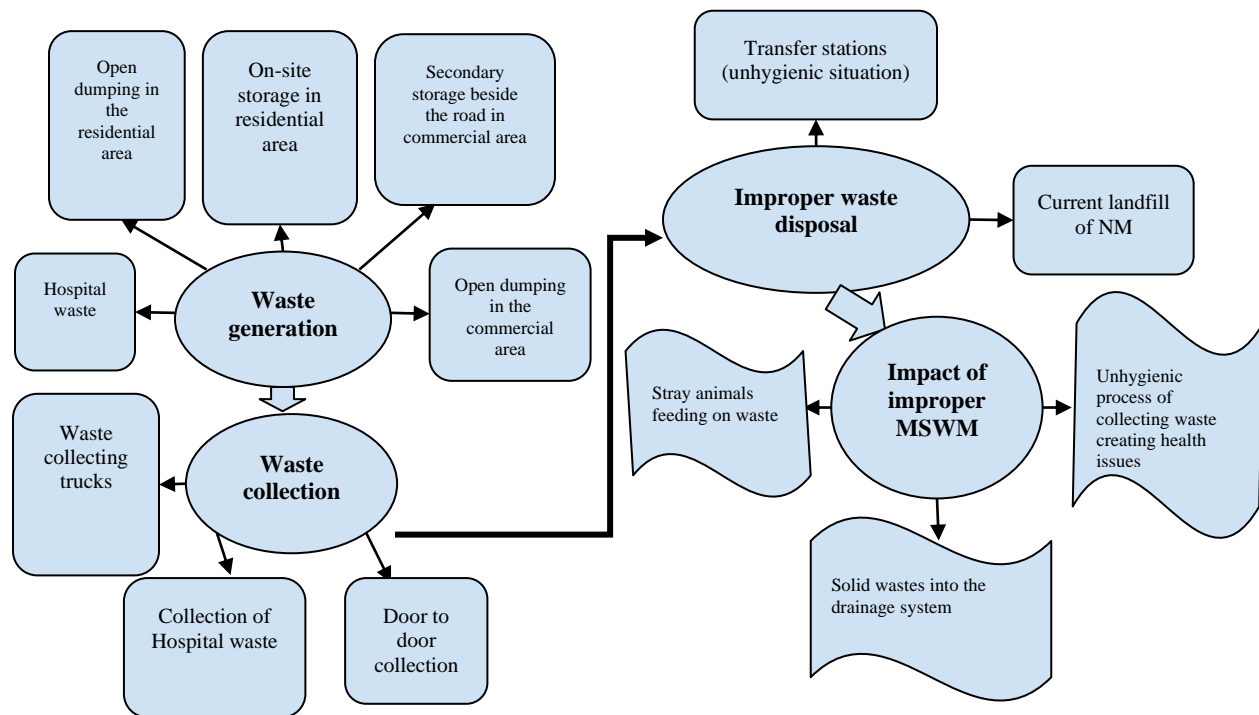 Open
dumping in
the
residential
area
On-site
storage in
residential
area
Secondary
storage beside
the road in
commercial area
Hospital
waste
Waste
generation
Open dumping
in the
commercial
area
Waste
collecting
trucks
Waste
collection
Collection of
Hospital waste
Door to
door
collection
Transfer stations
(unhygienic situation)
Improper waste
disposal
Current landfill
of NM
Stray animals
feeding on waste
Impact of
improper
MSWM
Unhygienic
process of
collecting waste
creating health
issues
Solid wastes into the
drainage system